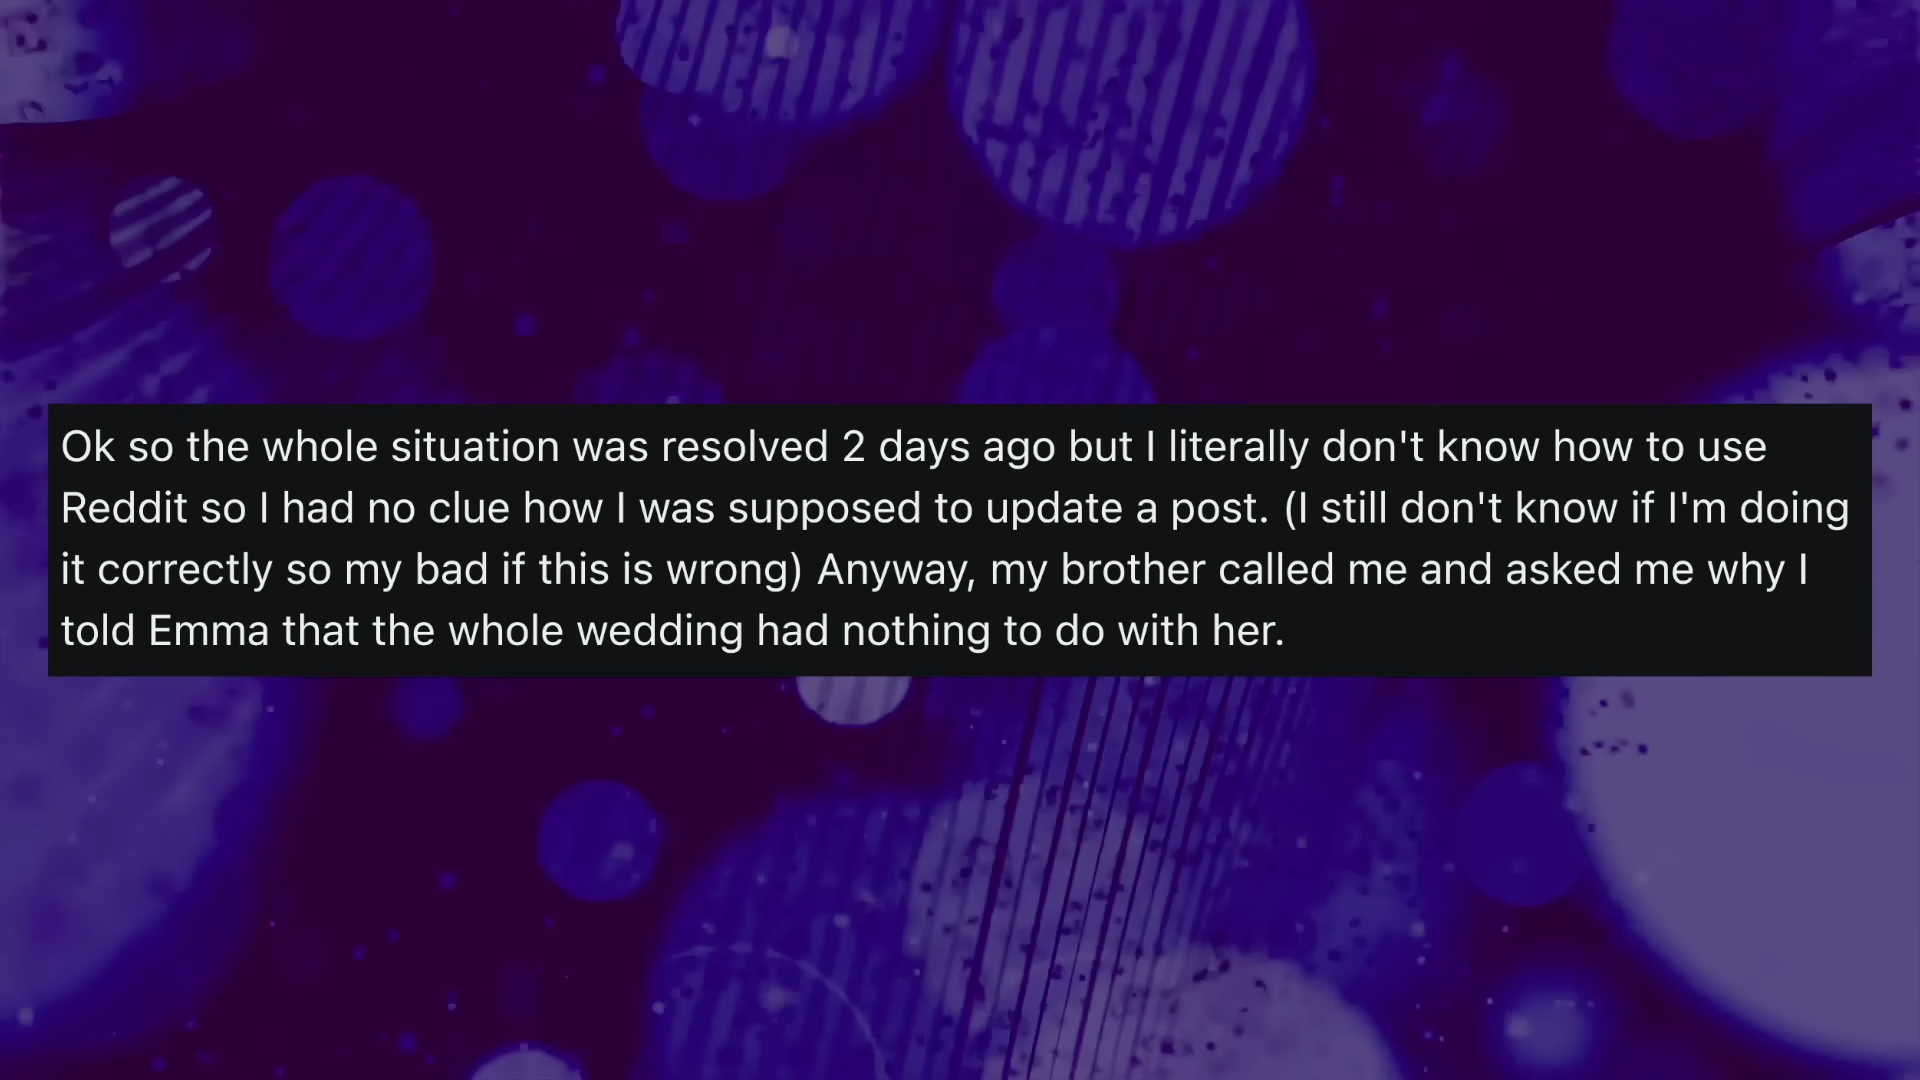 Ok so the whole situation was resolved 2 days ago but I literally don't know how to use
Reddit so I had no clue how I was supposed to update a post. (I still don't know if I'm doing
it correctly so my bad if this is wrong) Anyway, my brother called me and asked me why I
told Emma that the whole wedding had nothing to do with her.